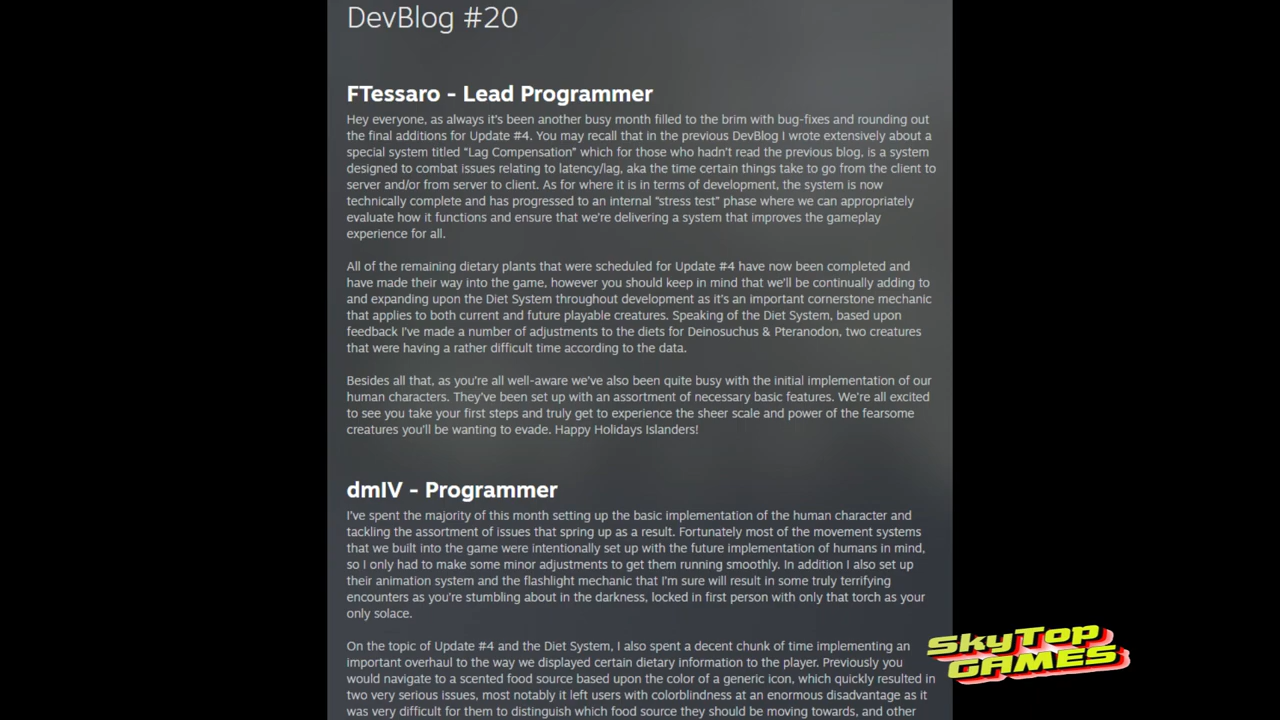 DevBlog #20
FTessaro - Lead Programmer
Hey everyone, as always it's been another busy month filled to the brim with bug-fixes and rounding out
the final additions for Update #4. You may recall that in the previous DevBlog I wrote extensively about a
special system titled "Lag Compensation" which for those who hadn't read the previous blog, is a system
designed to combat issues relating to latency/lag, aka the time certain things take to go from the client to
server and/or from server to client. As for where it is in terms of development, the system is now
technically complete and has progressed to an internal "stress test" phase where we can appropriately
evaluate how it functions and ensure that we're delivering a system that improves the gameplay
experience for all.
All of the remaining dietary plants that were scheduled for Update #4 have now been completed and
have made their way into the game, however you should keep in mind that we'll be continually adding to
and expanding upon the Diet System throughout development as it's an important cornerstone mechanic
that applies to both current and future playable creatures. Speaking of the Diet System, based upon
feedback I've made a number of adjustments to the diets for Deinosuchus & Pteranodon, two creatures
that were having a rather difficult time according to the data.
Besides all that, as you're all well-aware we've also been quite busy with the initial implementation of our
human characters. They've been set up with an assortment of necessary basic features. We're all excited
to see you take your first steps and truly get to experience the sheer scale and power of the fearsome
creatures you'll be wanting to evade. Happy Holidays Islanders!
dmIV - Programmer
I've spent the majority of this month setting up the basic implementation of the human character and
tackling the assortment of issues that spring up as a result. Fortunately most of the movement systems
that we built into the game were intentionally set up with the future implementation of humans in mind,
so I only had to make some minor adjustments to get them running smoothly. In addition I also set up
their animation system and the flashlight mechanic that I'm sure will result in some truly terrifying
encounters as you're stumbling about in the darkness, locked in first person with only that torch as your
only solace.
On the topic of Update #4 and the Diet System, I also spent a decent chunk of time implementing an
important overhaul to the way we displayed certain dietary information to the player. Previously you
would navigate to a scented food source based upon the color of a generic icon, which quickly resulted in
two very serious issues, most notably it left users with colorblindness at an enormous disadvantage as it
was very difficult for them to distinguish which food source they should be moving towards, and other
SkyTop
GAMES